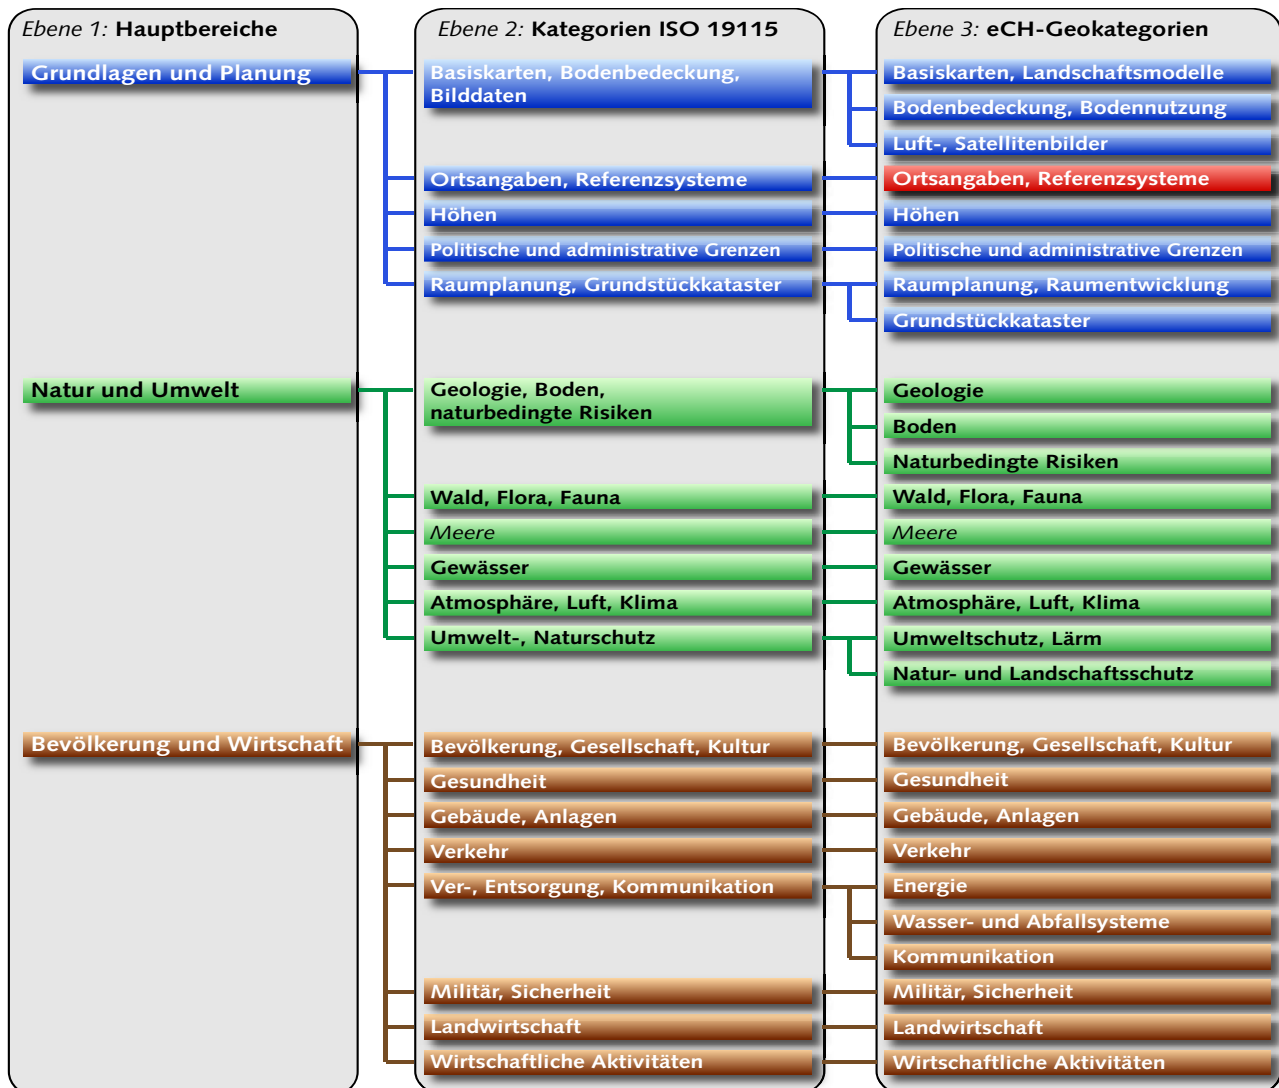 Ebene 1: Hauptbereiche
Grundlagen und Planung
Natur und Umwelt
Bevölkerung und Wirtschaft
Ebene 2: Kategorien ISO 19115
Basiskarten, Bodenbedeckung,
Bilddaten
Ortsangaben, Referenzsysteme
Höhen
Politische und administrative Grenzen
Raumplanung, Grundstückkataster
Geologie, Boden,
naturbedingte Risiken
Wald, Flora, Fauna
Meere
Gewässer
Atmosphäre, Luft, Klima
Umwelt-, Naturschutz
Bevölkerung, Gesellschaft, Kultur
Gesundheit
Gebäude, Anlagen
Verkehr
Ver-, Entsorgung, Kommunikation
Militär, Sicherheit
Landwirtschaft
Wirtschaftliche Aktivitäten
Ebene 3: eCH-Geokategorien
Basiskarten, Landschaftsmodelle
Bodenbedeckung, Bodennutzung
Luft-, Satellitenbilder
Ortsangaben, Referenzsysteme
Höhen
Politische und administrative Grenzen
Raumplanung, Raumentwicklung
Grundstückkataster
Geologie
Boden
Naturbedingte Risiken
Wald, Flora, Fauna
Meere
Gewässer
Atmosphäre, Luft, Klima
Umweltschutz, Lärm
Natur- und Landschaftsschutz
Bevölkerung, Gesellschaft, Kultur
Gesundheit
Gebäude, Anlagen
Verkehr
Energie
Wasser- und Abfallsysteme
Kommunikation
Militär, Sicherheit
Landwirtschaft
Wirtschaftliche Aktivitäten